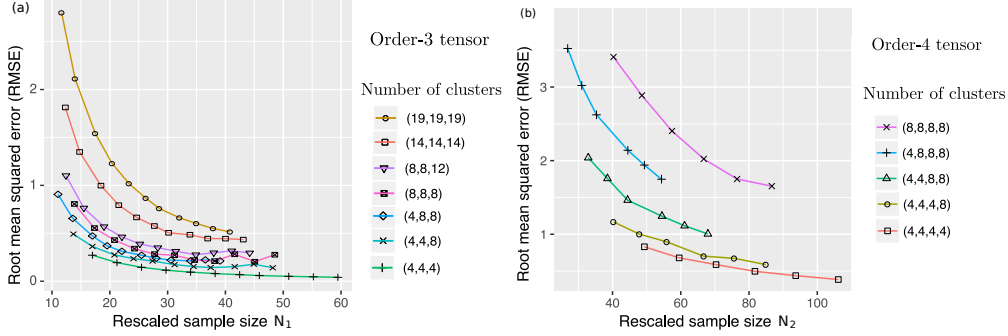 (a)
Root mean squared error (RMSE)
2
1
0
10 20 30 40 50 60
Rescaled sample size N1
Order-3 tensor
Number of clusters
(19,19,19)
(14,14,14)
(8,8,12)
(8,8,8)
(4,8,8)
(4,4,8)
(4,4,4)
(b)
Root mean squared error (RMSE)
3
2
1
40 60 80 100
Rescaled sample size N2
Order-4 tensor
Number of clusters
(8,8,8,8)
(4,8,8,8)
(4,4,8,8)
(4,4,4,8)
(4,4,4,4)